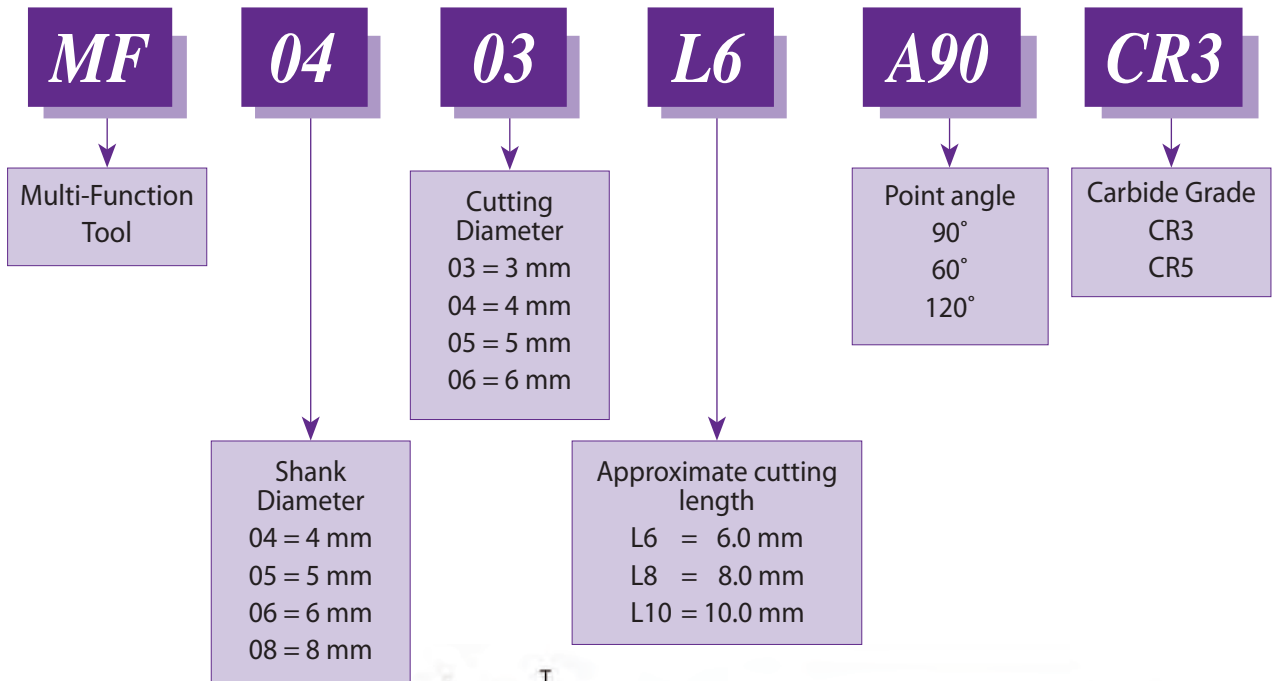 MF 04 03 L6 A90 CR3
Multi-Function
Tool
Shank
Diameter
04 = 4 mm
05 = 5 mm
06 = 6 mm
08 = 8 mm
Cutting
Diameter
03 = 3 mm
04 = 4 mm
05 = 5 mm
06 = 6 mm
Approximate cutting
length
L6 = 6.0 mm
L8 = 8.0 mm
L10 = 10.0 mm
Point angle
90°
60°
120°
Carbide Grade
CR3
CR5
T